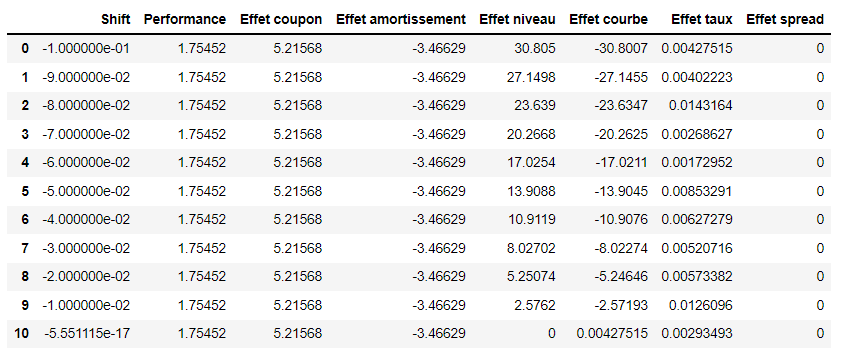 Shift Performance Effet coupon Effet amortissement Effet niveau Effet courbe Effet taux Effet spread
0 -1.000000e-01 1.75452 5.21568 -3.46629 30.805 -30.8007 0.00427515 0
1 -9.000000e-02 1.75452 5.21568 -3.46629 27.1498 -27.1455 0.00402223 0
2 -8.000000e-02 1.75452 5.21568 -3.46629 23.639 -23.6347 0.0143164 0
3 -7.000000e-02 1.75452 5.21568 -3.46629 20.2668 -20.2625 0.00268627 0
4 -6.000000e-02 1.75452 5.21568 -3.46629 17.0254 -17.0211 0.00172952 0
5 -5.000000e-02 1.75452 5.21568 -3.46629 13.9088 -13.9045 0.00853291 0
6 -4.000000e-02 1.75452 5.21568 -3.46629 10.9119 -10.9076 0.00627279 0
7 -3.000000e-02 1.75452 5.21568 -3.46629 8.02702 -8.02274 0.00520716 0
8 -2.000000e-02 1.75452 5.21568 -3.46629 5.25074 -5.24646 0.00573382 0
9 -1.000000e-02 1.75452 5.21568 -3.46629 2.5762 -2.57193 0.0126096 0
10 -5.551115e-17 1.75452 5.21568 -3.46629 0 0.00427515 0.00293493 0